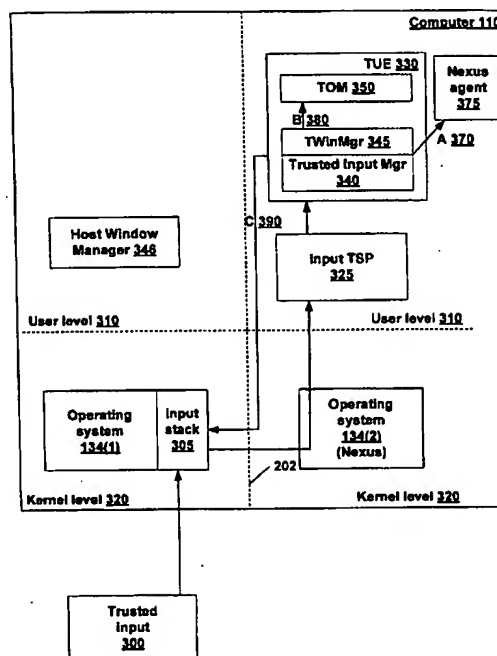 Computer 110
TUE 330
TOM 350
Nexus
agent
375
B 380
TWinMgr 345
A 370
Trusted Input Mgr
340
C 390
Host Window
Manager 346
Input TSP
325
User level 310
User level 310
Operating
system
134(1)
Input
stack
305
Operating
system
134(2)
(Nexus)
202
Kernel level 320
Kernel level 320
Trusted
input
300